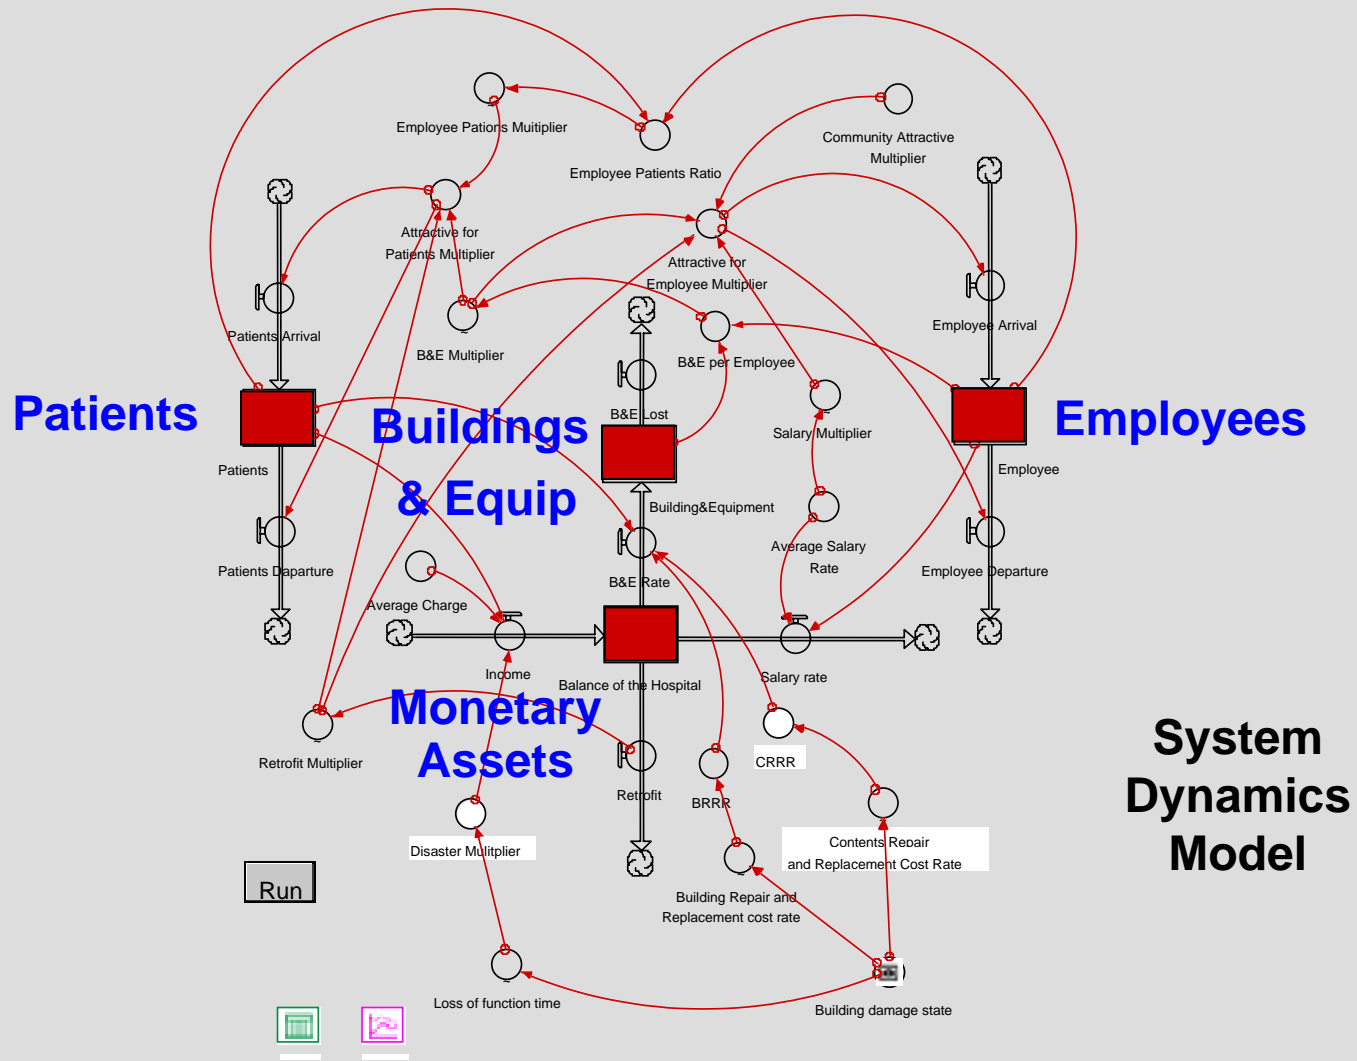 Employee Pations Muitiplier
Community Attractive
Multiplier
Employee Patients Ratio
Attractive for
Patients Multiplier
Attractive for
Employee Multiplier
Patients Arrival
Employee Arrival
B&E Multiplier
B&E per Employee
Patients
Buildings
& Equip
B&E Lost
Salary Multiplier
Employees
Patients
Employee
Building&Equipment
Average Salary
Rate
Patients Daparture
B&E Rate
Employee Departure
Average Charge
Income
Balance of the Hospital
Salary rate
Monetary
Assets
Retrofit Multiplier
CRRR
Retrofit
BRRR
System
Dynamics
Model
Disaster Mulitplier
Contents Repair
and Replacement Cost Rate
Run
Building Repair and
Replacement cost rate
Loss of function time
Building damage state